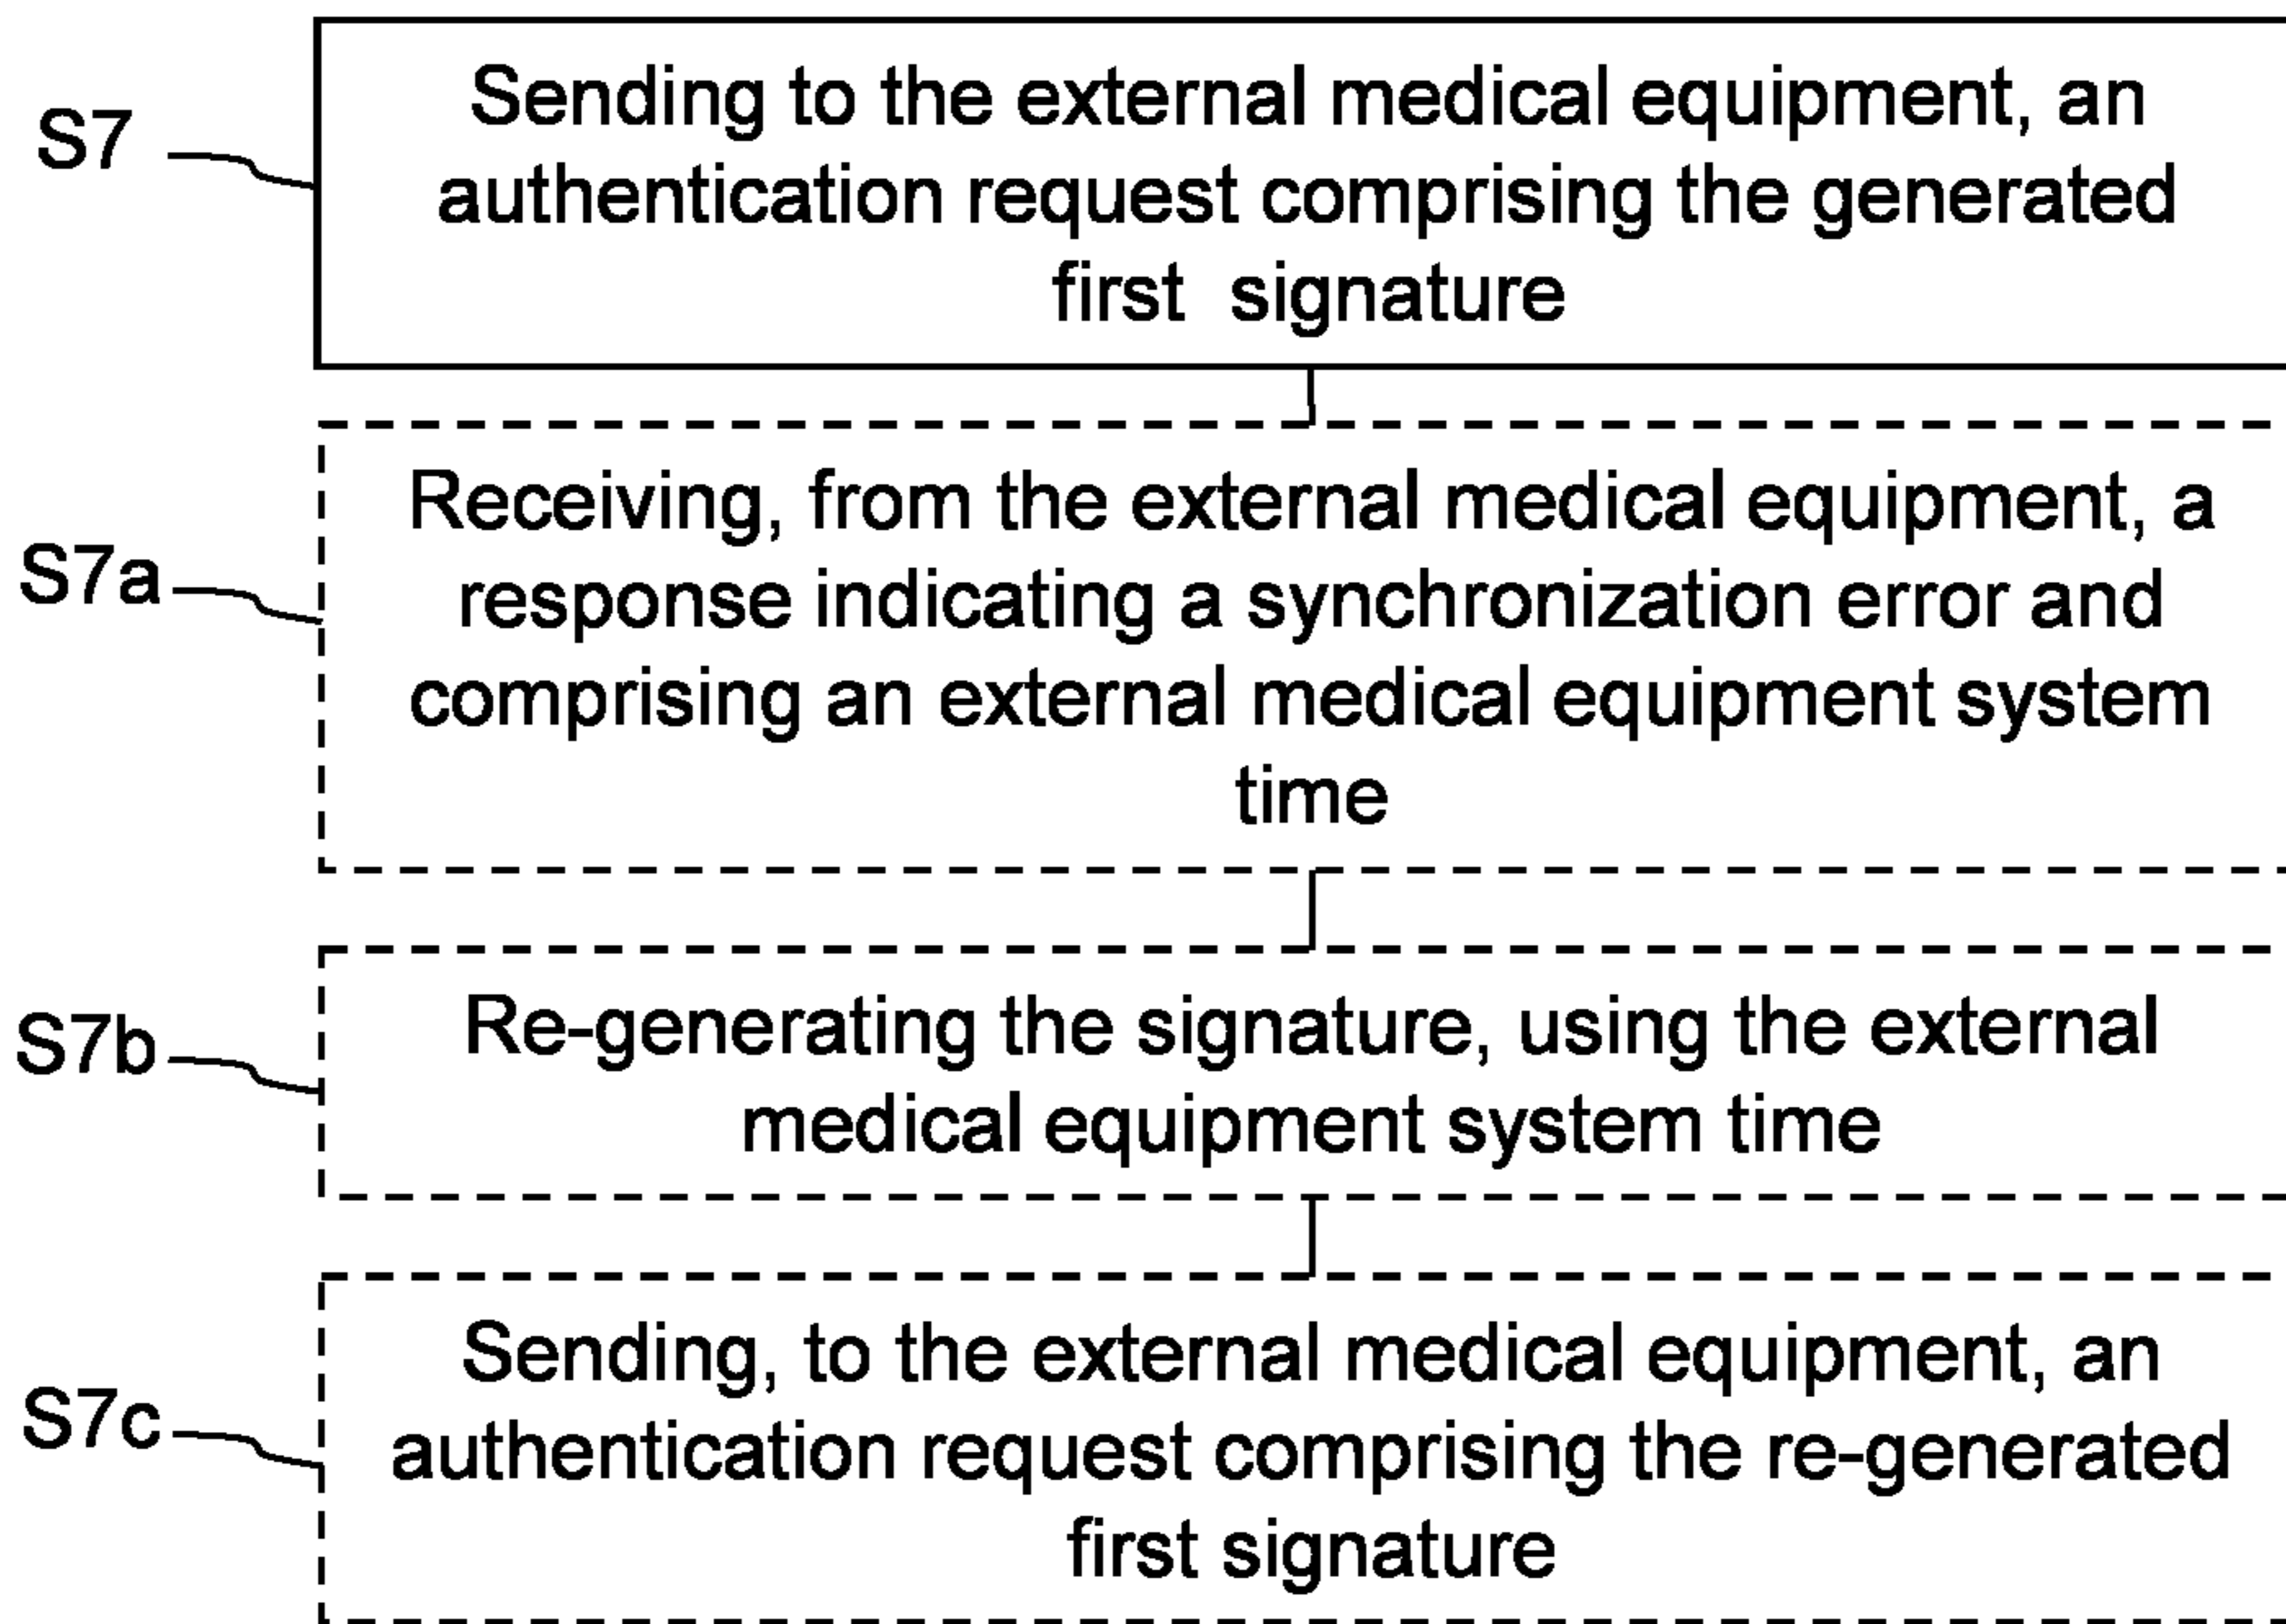 S7
Sending to the external medical equipment, an
authentication request comprising the generated
first signature
S7a
Receiving, from the external medical equipment, a
response indicating a synchronization error and
comprising an external medical equipment system
time
S7b
Re-generating the signature, using the external
medical equipment system time
S7c
Sending, to the external medical equipment, an
authentication request comprising the re-generated
first signature